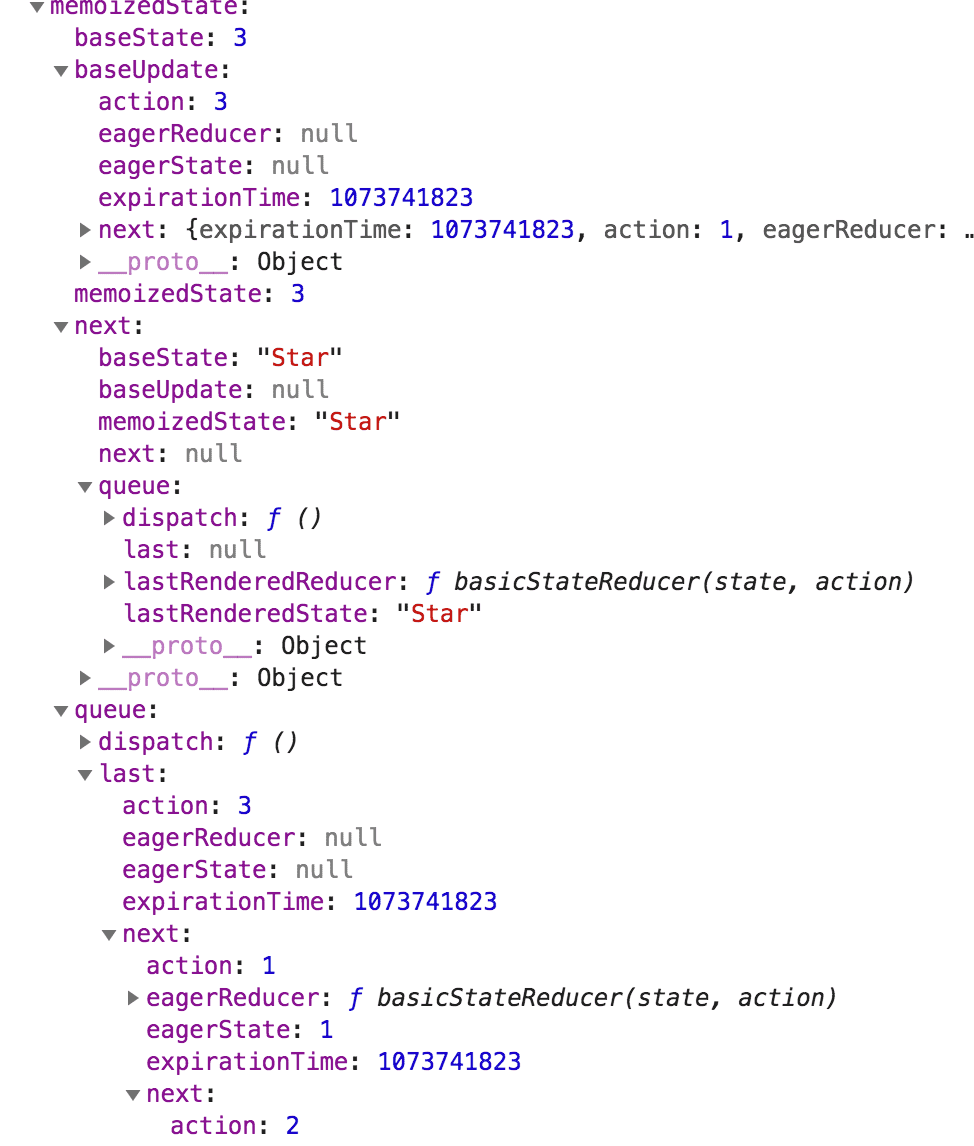 memoizedState:
baseState: 3
baseUpdate:
action: 3
eagerReducer: null
eagerState: null
expirationTime: 1073741823
next: {expirationTime: 1073741823, action: 1, eagerReducer: …
__proto__: Object
memoizedState: 3
next:
baseState: "Star"
baseUpdate: null
memoizedState: "Star"
next: null
queue:
dispatch: ƒ ()
last: null
lastRenderedReducer: ƒ basicStateReducer(state, action)
lastRenderedState: "Star"
__proto__: Object
__proto__: Object
queue:
dispatch: ƒ ()
last:
action: 3
eagerReducer: null
eagerState: null
expirationTime: 1073741823
next:
action: 1
eagerReducer: ƒ basicStateReducer(state, action)
eagerState: 1
expirationTime: 1073741823
next:
action: 2